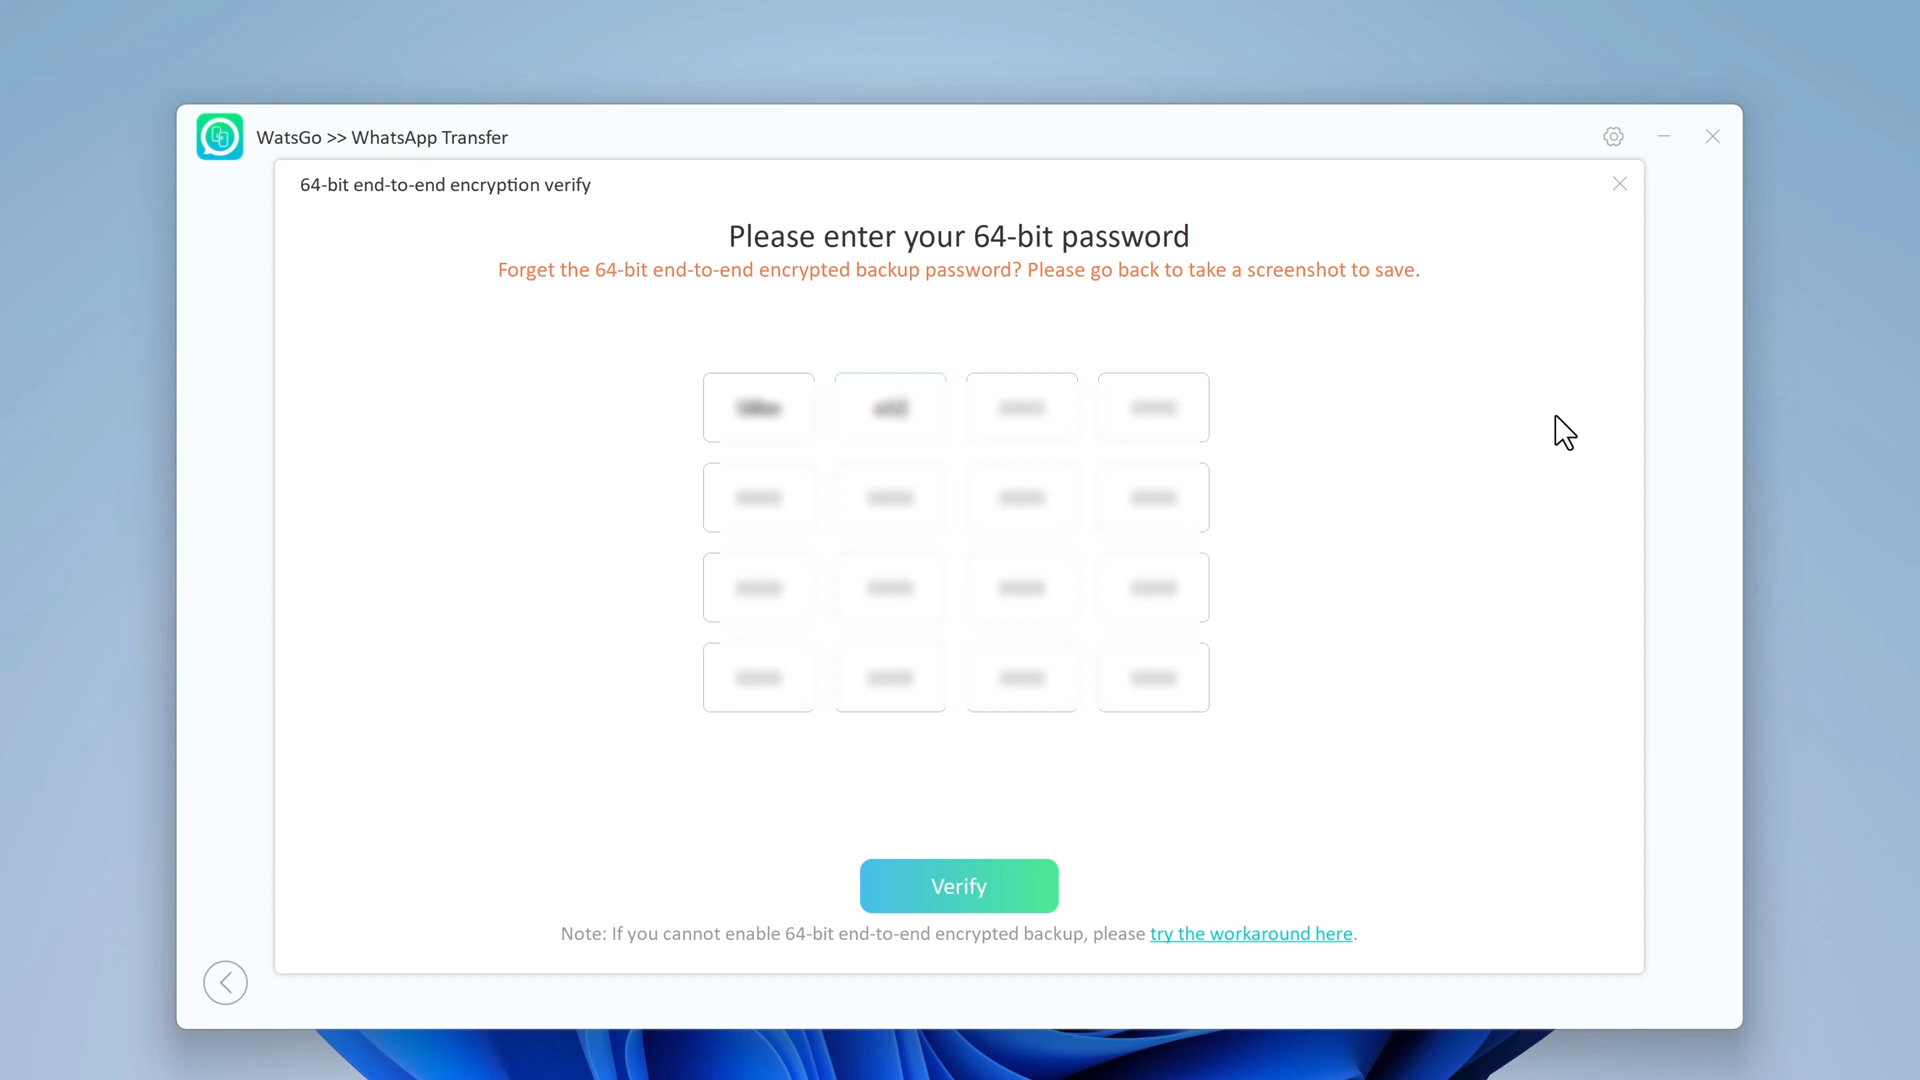 WatsGo >> WhatsApp Transfer
64-bit end-to-end encryption verify
Please enter your 64-bit password
Forget the 64-bit end-to-end encrypted backup password? Please go back to take a screenshot to save.
Verify
Note: If you cannot enable 64-bit end-to-end encrypted backup, please try the workaround here.